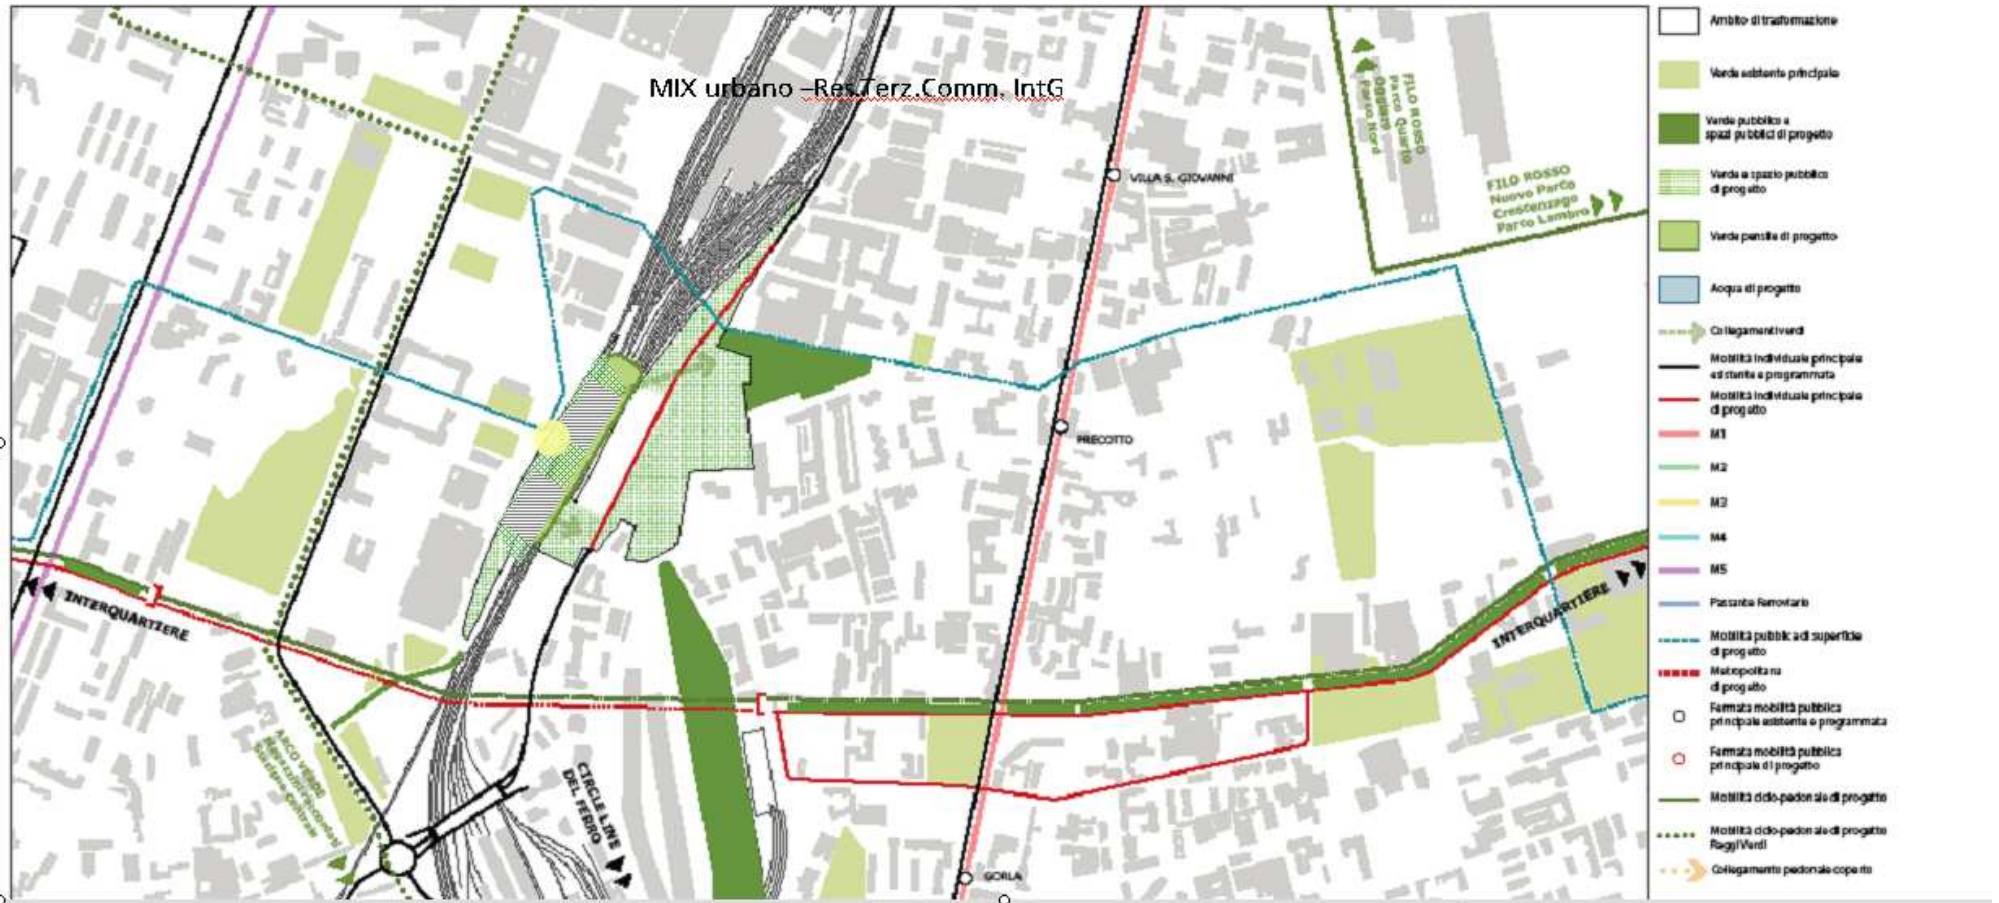 MIX urbano –Res.Terz.Comm. IntG
FILO ROSSO
Parco Quarto
Oggiaro
Parco Nord
FILO ROSSO
Nuovo Parco
Crescenzago
Parco Lambro
VILLA S. GIOVANNI
PRECOTTO
GORLA
INTERQUARTIERE
INTERQUARTIERE
CIRCLE LINE
DEL FERRO
ARCO VERDE
Ambito di trasformazione
Verde esistente principale
Verde pubblico e
spazi pubblici di progetto
Verde e spazio pubblico
di progetto
Verde pensile di progetto
Acqua di progetto
Collegamenti verdi
Mobilità individuale principale
esistente e programmata
Mobilità individuale principale
di progetto
M1
M2
M3
M4
M5
Passante Ferroviario
Mobilità pubblica di superficie
di progetto
Metropolitana
di progetto
Fermata mobilità pubblica
principale esistente e programmata
Fermata mobilità pubblica
principale di progetto
Mobilità ciclo-pedonale di progetto
Mobilità ciclo-pedonale di progetto
Raggi Verdi
Collegamento pedonale coperto